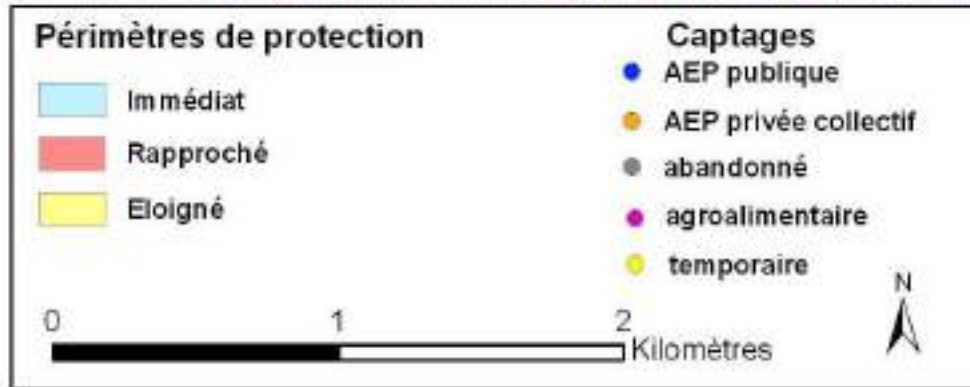 Périmètres de protection
Immédiat
Rapproché
Eloigné
Captages
AEP publique
AEP privée collectif
abandonné
agroalimentaire
temporaire
N
0 1 2
Kilomètres